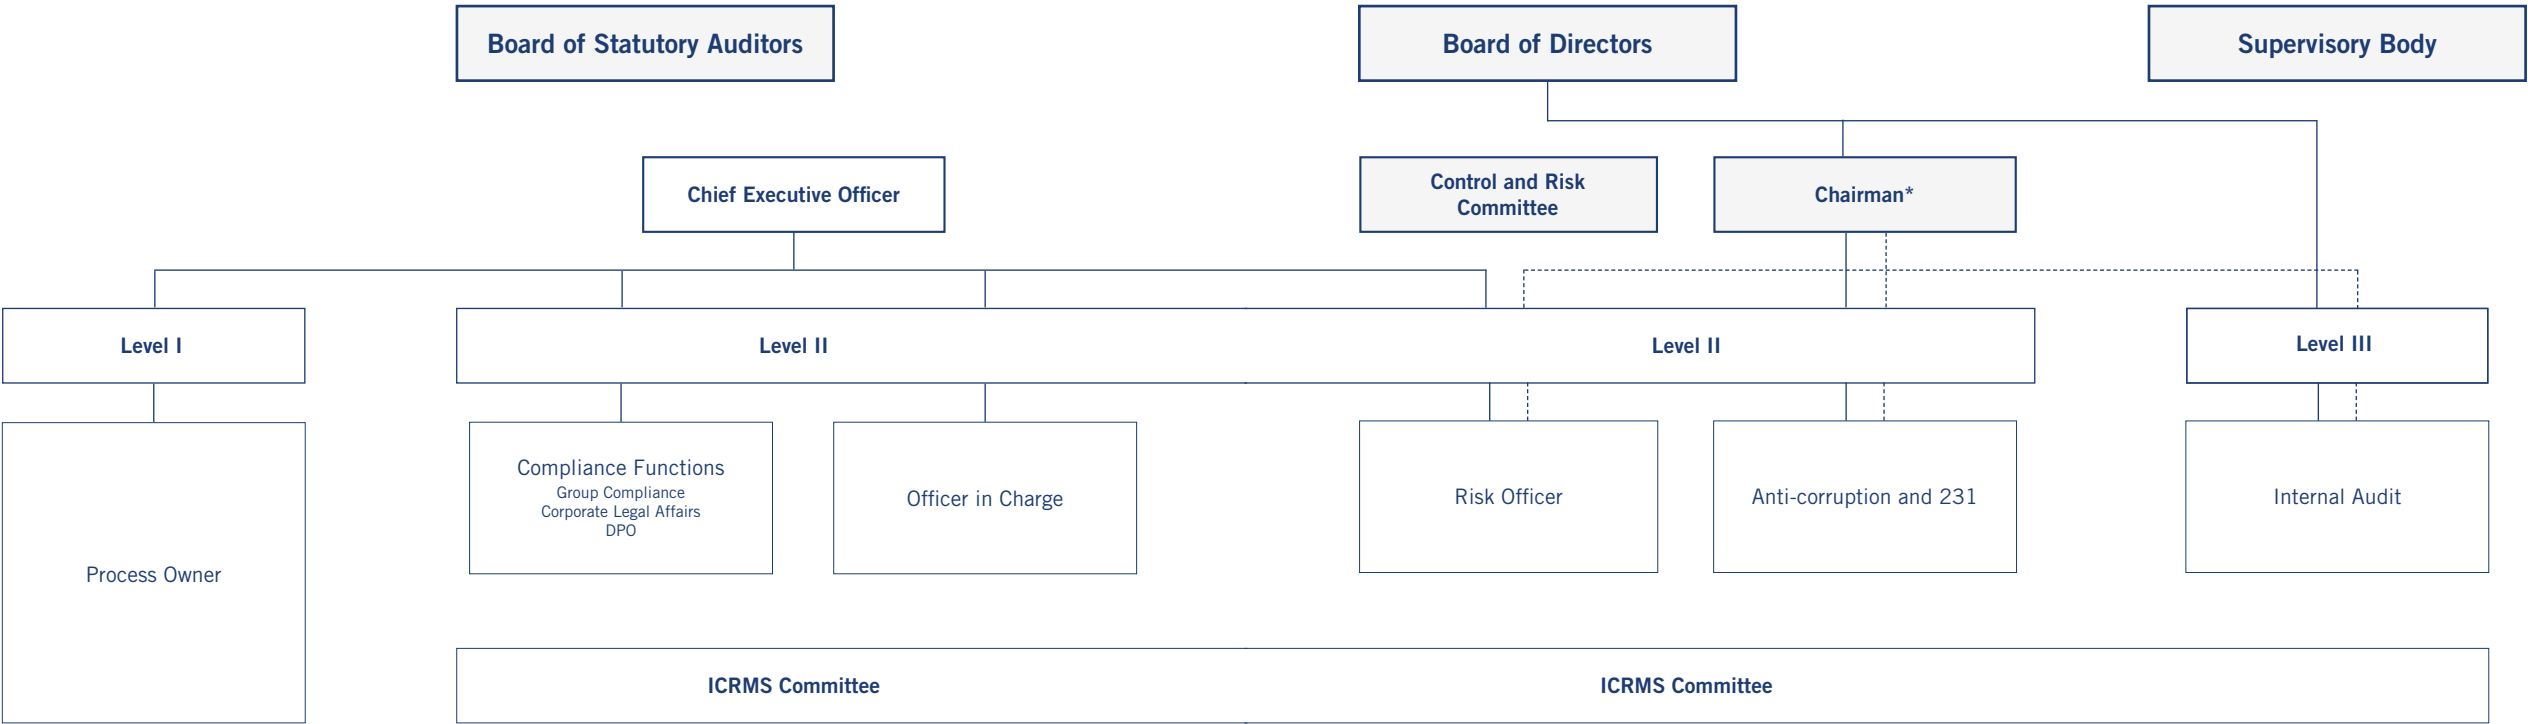 Board of Statutory Auditors
Board of Directors
Supervisory Body
Chief Executive Officer
Control and Risk
Committee
Chairman*
Level I
Level II
Level II
Level III
Process Owner
Compliance Functions
Group Compliance
Corporate Legal Affairs
DPO
Officer in Charge
Risk Officer
Anti-corruption and 231
Internal Audit
ICRMS Committee
ICRMS Committee